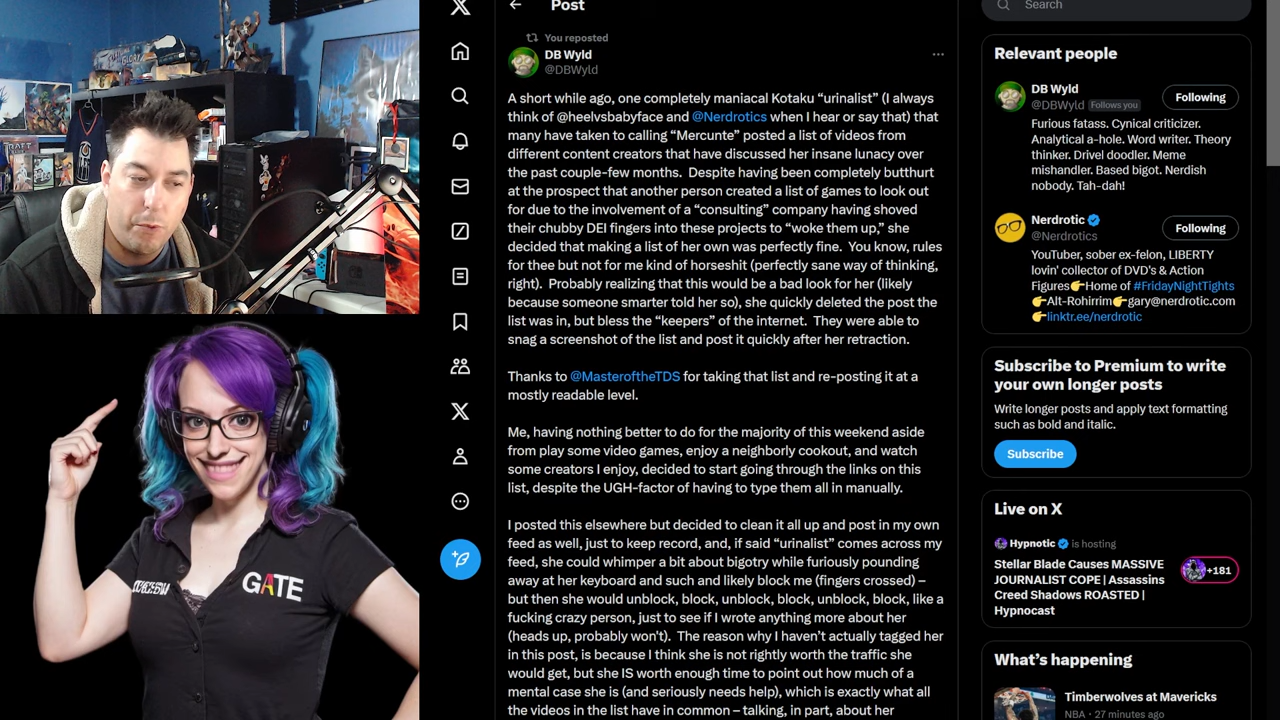 Post
Search
You reposted
DB Wyld
@DBWyld
A short while ago, one completely maniacal Kotaku “urinalist” (I always
think of @heelvsbabyface and @Nerdrotics when I hear or say that) that
many have taken to calling “Mercunte” posted a list of videos from
different content creators that have discussed her insane lunacy over
the past couple-few months.  Despite having been completely butthurt
at the prospect that another person created a list of games to look out
for due to the involvement of a “consulting” company having shoved
their chubby DEI fingers into these projects to “woke them up,” she
decided that making a list of her own was perfectly fine.  You know, rules
for thee but not for me kind of horseshit (perfectly sane way of thinking,
right).  Probably realizing that this would be a bad look for her (likely
because someone smarter told her so), she quickly deleted the post the
list was in, but bless the “keepers” of the internet.  They were able to
snag a screenshot of the list and post it quickly after her retraction.
Thanks to @MasteroftheTDS for taking that list and re-posting it at a
mostly readable level.
Me, having nothing better to do for the majority of this weekend aside
from play some video games, enjoy a neighborly cookout, and watch
some creators I enjoy, decided to start going through the links on this
list, despite the UGH-factor of having to type them all in manually.
I posted this elsewhere but decided to clean it all up and post in my own
feed as well, just to keep record, and, if said “urinalist” comes across my
feed, she could whimper a bit about bigotry while furiously pounding
away at her keyboard and such and likely block me (fingers crossed) –
but then she would unblock, block, unblock, block, unblock, block, like a
fucking crazy person, just to see if I wrote anything more about her
(heads up, probably won't).  The reason why I haven’t actually tagged her
in this post, is because I think she is not rightly worth the traffic she
would get, but she IS worth enough time to point out how much of a
mental case she is (and seriously needs help), which is exactly what all
the videos in the list have in common – talking, in part, about her
Relevant people
DB Wyld
@DBWyld Follows you
Following
Furious fatass. Cynical criticizer.
Analytical a-hole. Word writer. Theory
thinker. Drivel doodler. Meme
mishandler. Based bigot. Nerdish
nobody. Tah-dah!
Nerdrotic
@Nerdrotics
Following
YouTuber, sober ex-felon, LIBERTY
lovin' collector of DVD's & Action
Figures👉Home of #FridayNightTights
👉Alt-Rohirrim👉gary@nerdrotic.com
👉linktr.ee/nerdrotic
Subscribe to Premium to write
your own longer posts
Write longer posts and apply text formatting
such as bold and italic.
Subscribe
Live on X
Hypnotic is hosting
Stellar Blade Causes MASSIVE
JOURNALIST COPE | Assassins
Creed Shadows ROASTED |
Hypnocast
+181
What’s happening
Timberwolves at Mavericks
NBA · 27 minutes ago
GATE